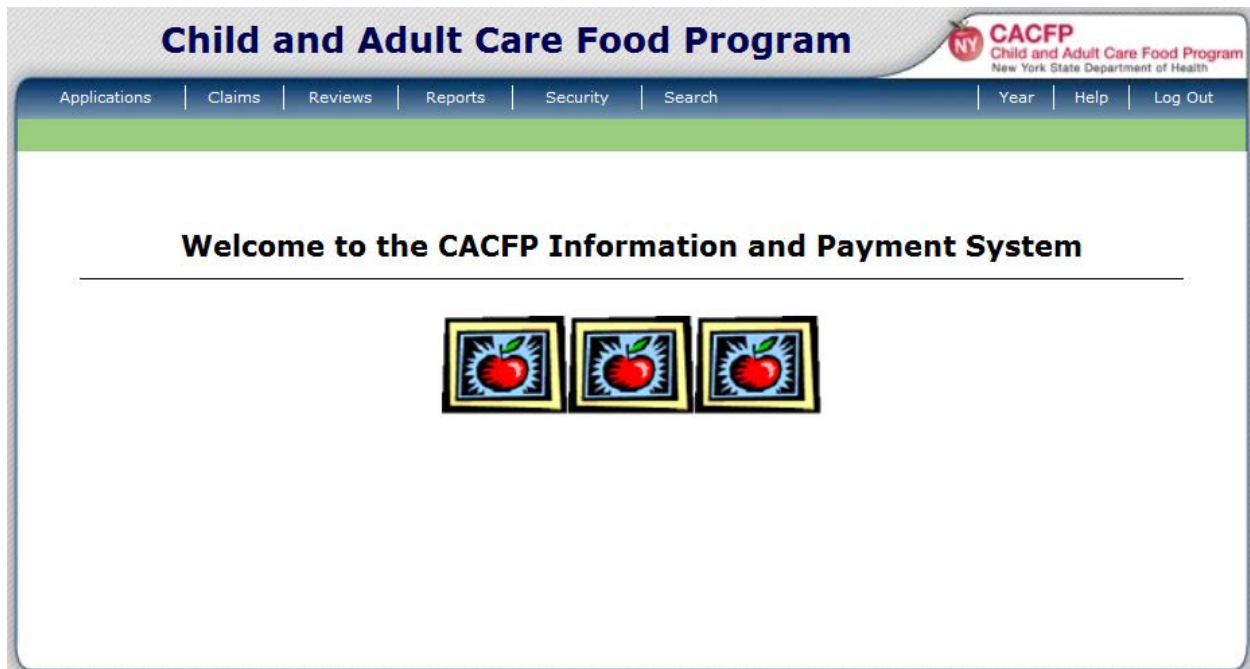 Child and Adult Care Food Program
NY
CACFP
Child and Adult Care Food Program
New York State Department of Health
Applications Claims Reviews Reports Security Search Year Help Log Out
Welcome to the CACFP Information and Payment System